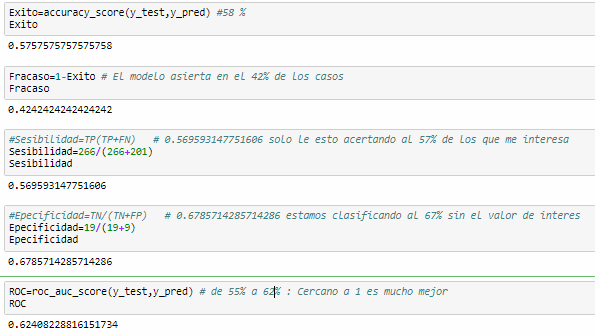 Exito=accuracy_score(y_test,y_pred) #58 %
Exito
0.5757575757575758
Fracaso=1-Exito # El modelo asierta en el 42% de los casos
Fracaso
0.4242424242424242
#Sesibilidad=TP(TP+FN)   # 0.569593147751606 solo le esto acertando al 57% de los que me interesa
Sesibilidad=266/(266+201)
Sesibilidad
0.569593147751606
#Epecificidad=TN/(TN+FP)   # 0.6785714285714286 estamos clasificando al 67% sin el valor de interes
Epecificidad=19/(19+9)
Epecificidad
0.6785714285714286
ROC=roc_auc_score(y_test,y_pred) # de 55% a 62% : Cercano a 1 es mucho mejor
ROC
0.62408228816151734